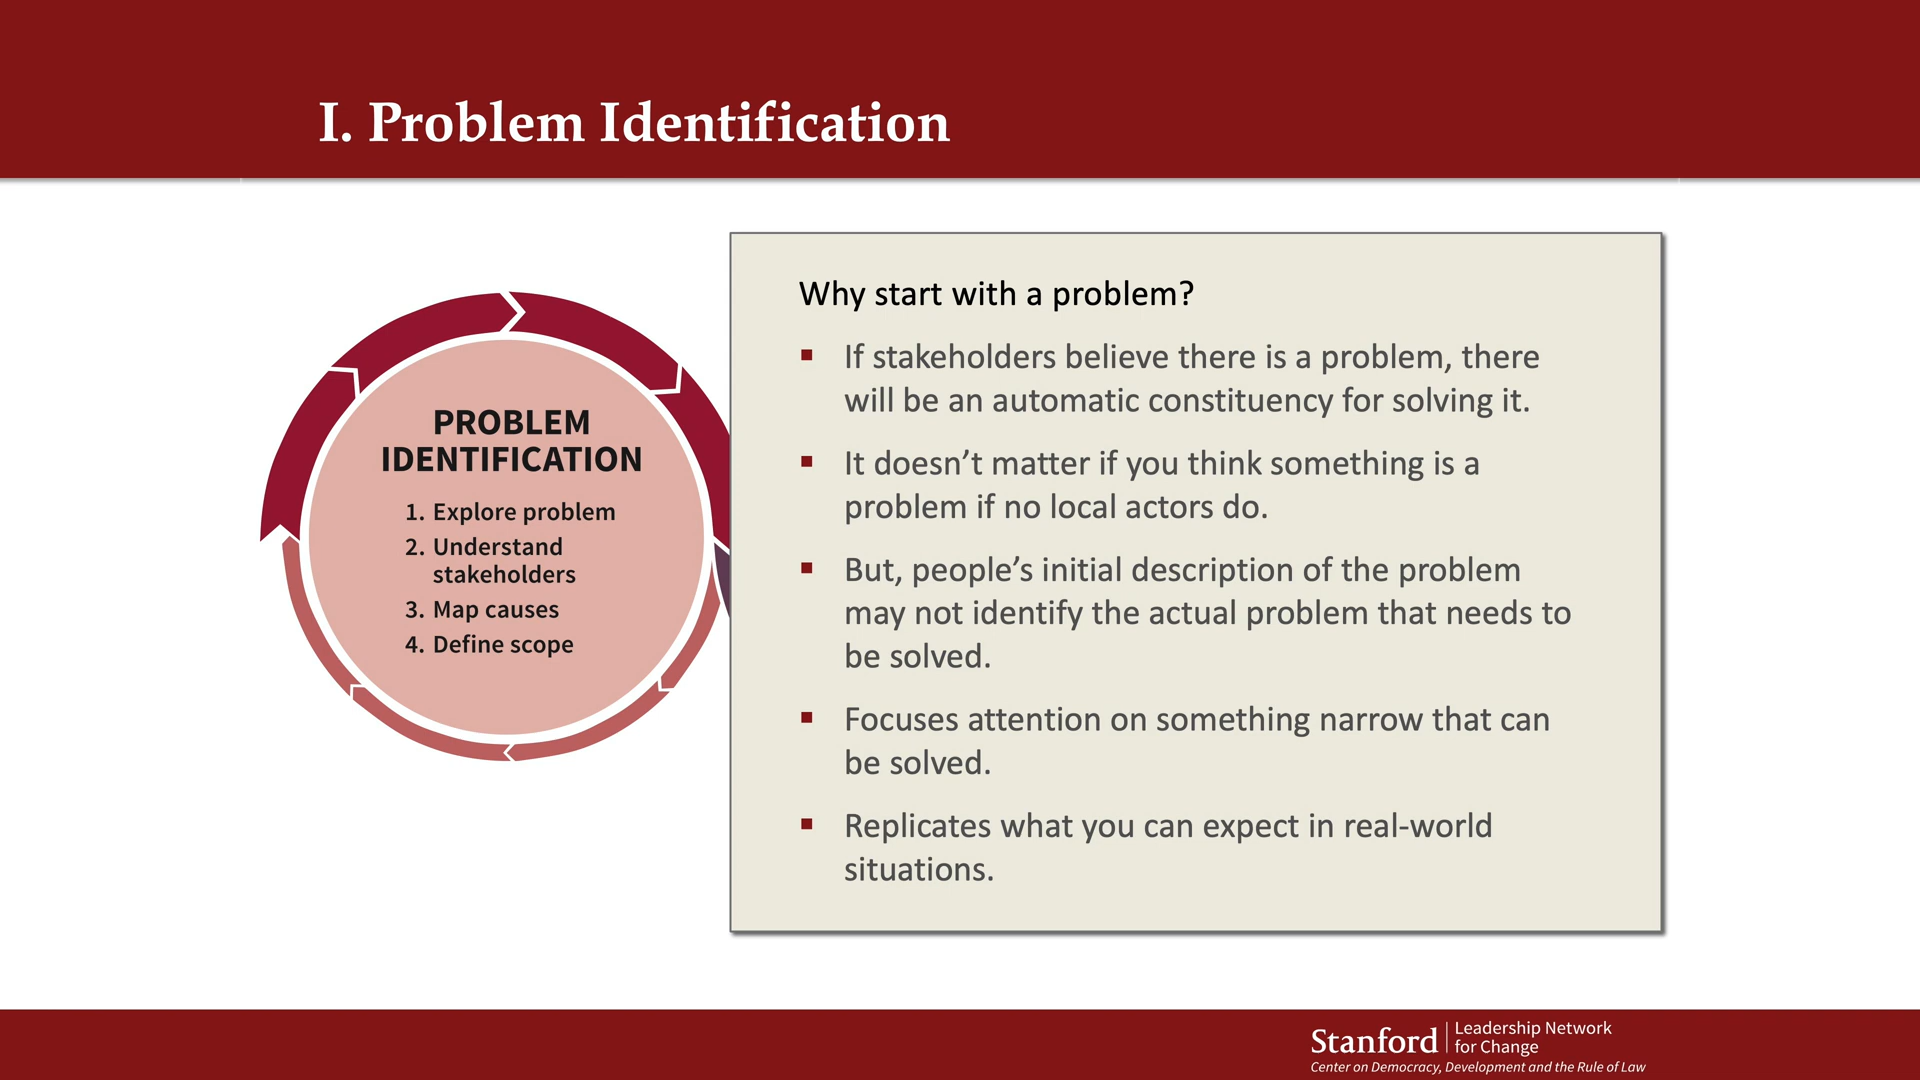 I. Problem Identification
PROBLEM
IDENTIFICATION
1. Explore problem
2. Understand
stakeholders
3. Map causes
4. Define scope
Why start with a problem?
▪ If stakeholders believe there is a problem, there
will be an automatic constituency for solving it.
▪ It doesn’t matter if you think something is a
problem if no local actors do.
▪ But, people’s initial description of the problem
may not identify the actual problem that needs to
be solved.
▪ Focuses attention on something narrow that can
be solved.
▪ Replicates what you can expect in real-world
situations.
Stanford | Leadership Network
for Change
Center on Democracy, Development and the Rule of Law